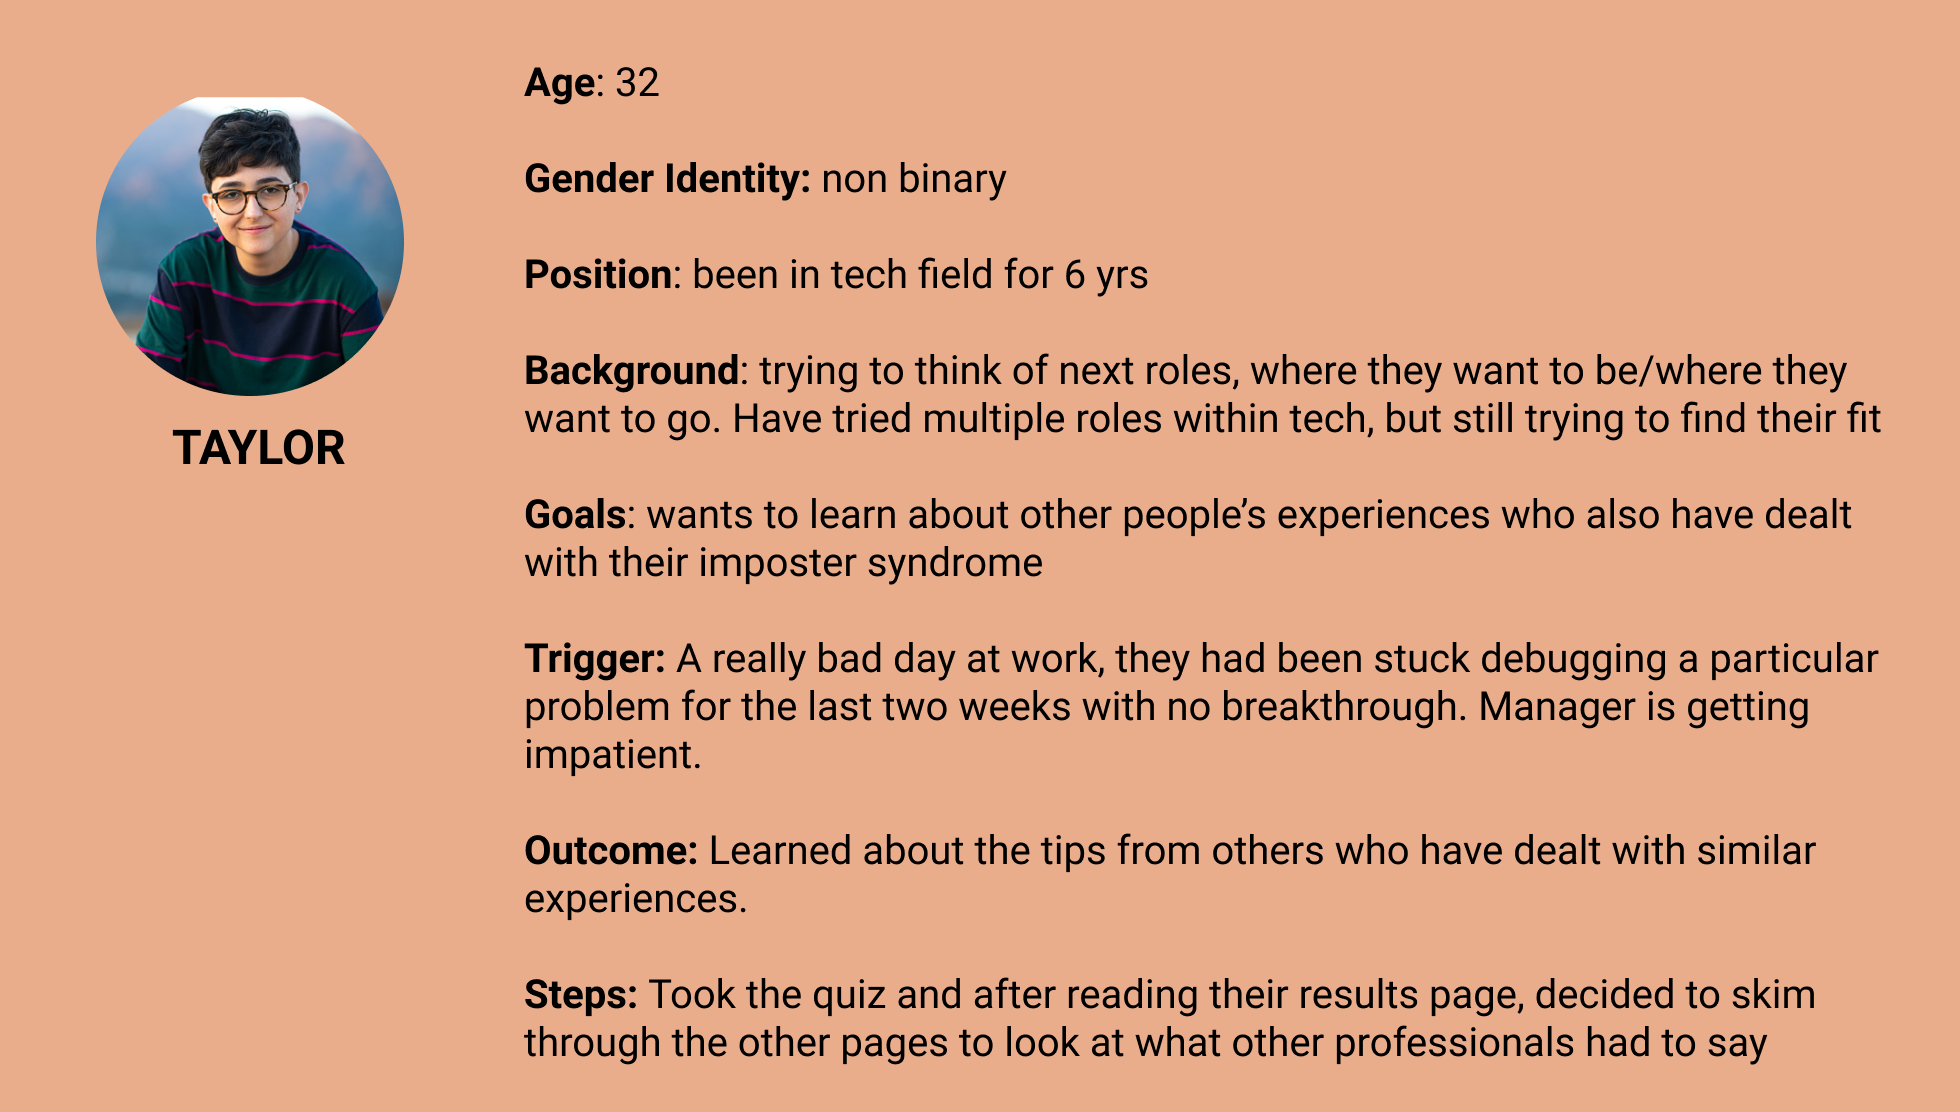 TAYLOR
Age: 32
Gender Identity: non binary
Position: been in tech field for 6 yrs
Background: trying to think of next roles, where they want to be/where they
want to go. Have tried multiple roles within tech, but still trying to find their fit
Goals: wants to learn about other people’s experiences who also have dealt
with their imposter syndrome
Trigger: A really bad day at work, they had been stuck debugging a particular
problem for the last two weeks with no breakthrough. Manager is getting
impatient.
Outcome: Learned about the tips from others who have dealt with similar
experiences.
Steps: Took the quiz and after reading their results page, decided to skim
through the other pages to look at what other professionals had to say